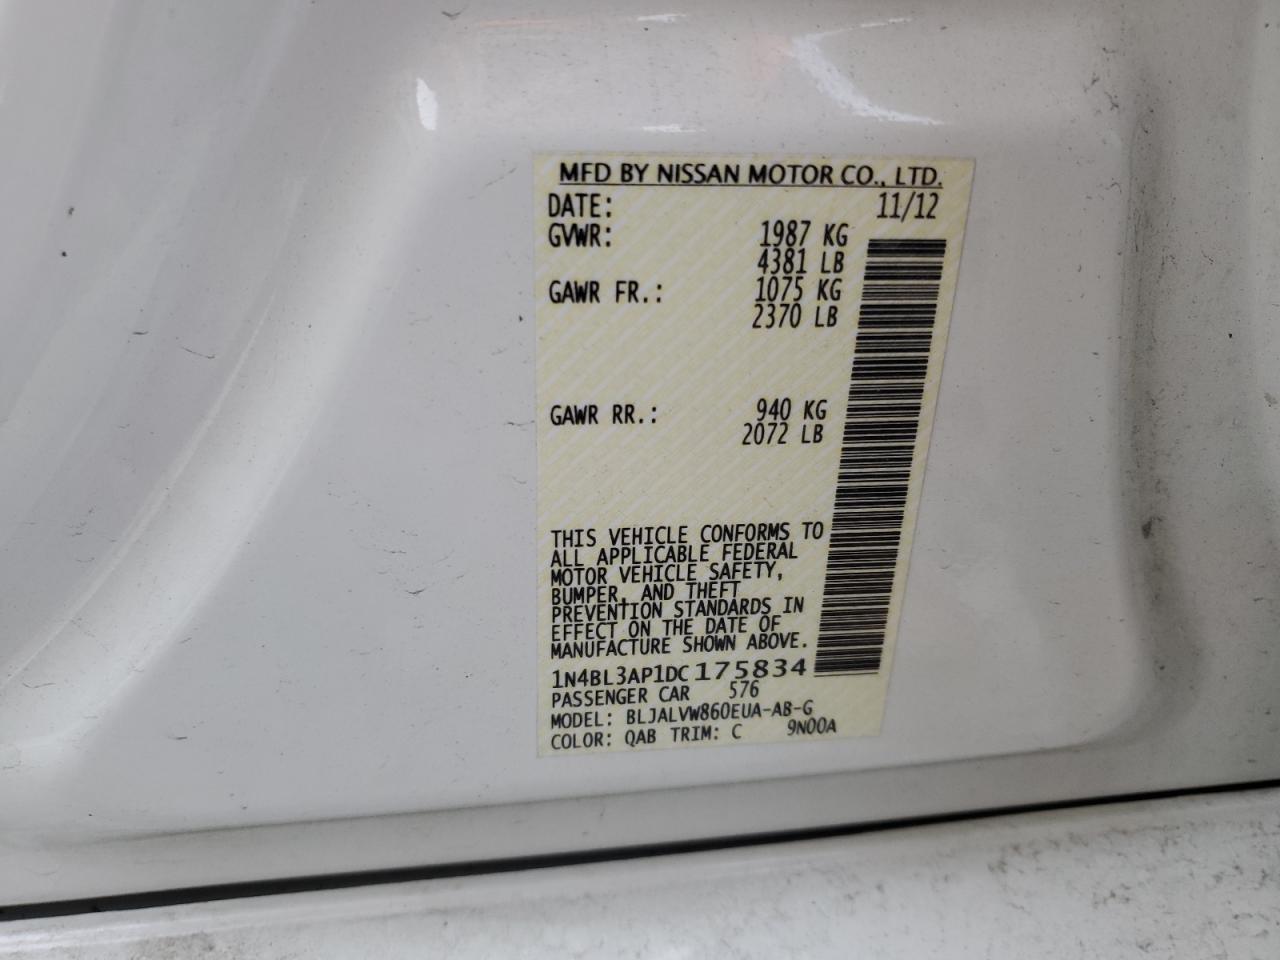 MFD BY NISSAN MOTOR CO., LTD.
DATE: 11/12
GVWR: 1987 KG
4381 LB
GAWR FR.: 1075 KG
2370 LB
GAWR RR.: 940 KG
2072 LB
THIS VEHICLE CONFORMS TO
ALL APPLICABLE FEDERAL
MOTOR VEHICLE SAFETY,
BUMPER, AND THEFT
PREVENTION STANDARDS IN
EFFECT ON THE DATE OF
MANUFACTURE SHOWN ABOVE.
1N4BL3AP1DC175834
PASSENGER CAR 576
MODEL: BLJALVW860EUA-AB-G
COLOR: QAB TRIM: C 9N00A